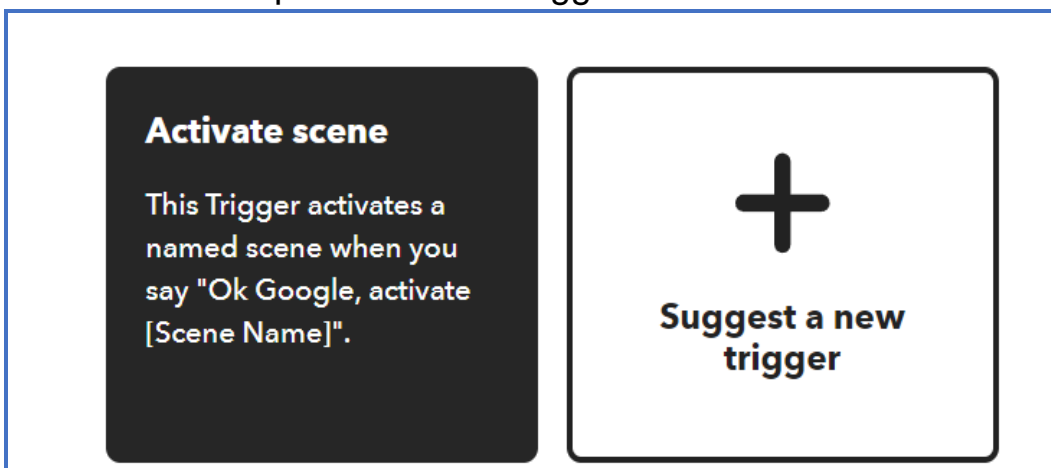 Activate scene
This Trigger activates a
named scene when you
say "Ok Google, activate
[Scene Name]".
Suggest a new
trigger